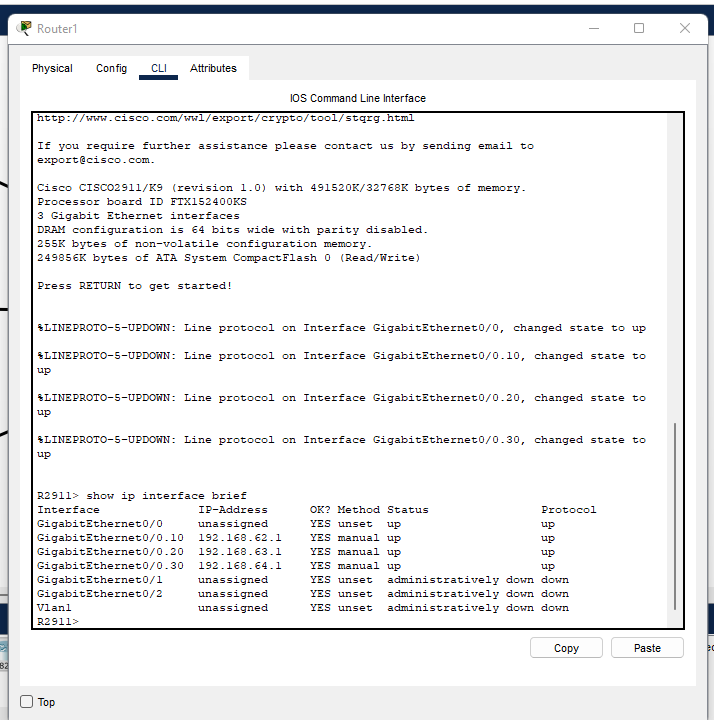 Router1
Physical Config CLI Attributes
IOS Command Line Interface
http://www.cisco.com/wwl/export/crypto/tool/stqrg.html
If you require further assistance please contact us by sending email to
export@cisco.com.
Cisco CISCO2911/K9 (revision 1.0) with 491520K/32768K bytes of memory.
Processor board ID FTX152400KS
3 Gigabit Ethernet interfaces
DRAM configuration is 64 bits wide with parity disabled.
255K bytes of non-volatile configuration memory.
249856K bytes of ATA System CompactFlash 0 (Read/Write)
Press RETURN to get started!
%LINEPROTO-5-UPDOWN: Line protocol on Interface GigabitEthernet0/0, changed state to up
%LINEPROTO-5-UPDOWN: Line protocol on Interface GigabitEthernet0/0.10, changed state to
up
%LINEPROTO-5-UPDOWN: Line protocol on Interface GigabitEthernet0/0.20, changed state to
up
%LINEPROTO-5-UPDOWN: Line protocol on Interface GigabitEthernet0/0.30, changed state to
up
R2911> show ip interface brief
Interface IP-Address OK? Method Status Protocol
GigabitEthernet0/0 unassigned YES unset up up
GigabitEthernet0/0.10 192.168.62.1 YES manual up up
GigabitEthernet0/0.20 192.168.63.1 YES manual up up
GigabitEthernet0/0.30 192.168.64.1 YES manual up up
GigabitEthernet0/1 unassigned YES unset administratively down down
GigabitEthernet0/2 unassigned YES unset administratively down down
Vlan1 unassigned YES unset administratively down down
R2911>
Copy Paste
Top